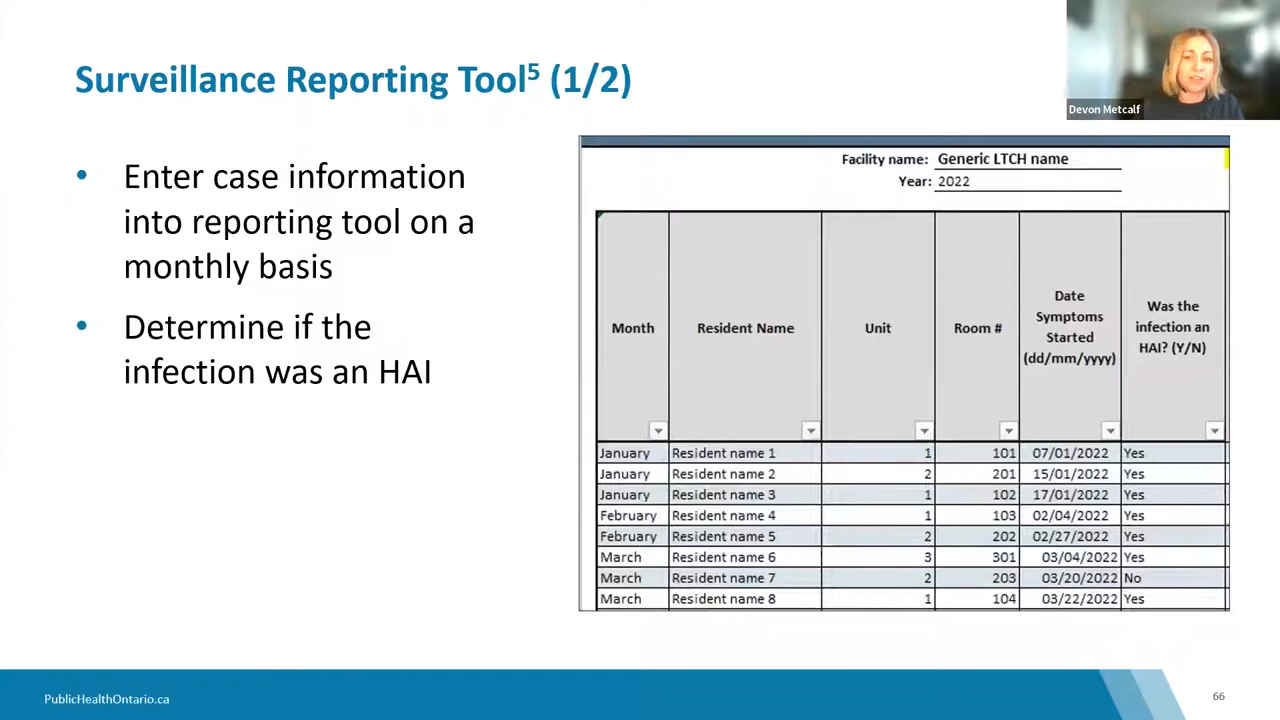 Surveillance Reporting Tool5 (1/2)
Devon Metcalf
• Enter case information
into reporting tool on a
monthly basis
• Determine if the
infection was an HAI
Facility name: Generic LTCH name
Year: 2022
Month Resident Name Unit Room # Date Symptoms Started (dd/mm/yyyy) Was the infection an HAI? (Y/N)
January Resident name 1 1 101 07/01/2022 Yes
January Resident name 2 2 201 15/01/2022 Yes
January Resident name 3 1 102 17/01/2022 Yes
February Resident name 4 1 103 02/04/2022 Yes
February Resident name 5 2 202 02/27/2022 Yes
March Resident name 6 3 301 03/04/2022 Yes
March Resident name 7 2 203 03/20/2022 No
March Resident name 8 1 104 03/22/2022 Yes
PublicHealthOntario.ca
66